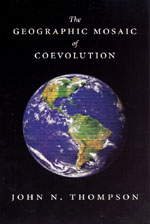 The
GEOGRAPHIC MOSAIC
of
COEVOLUTION
JOHN N. THOMPSON